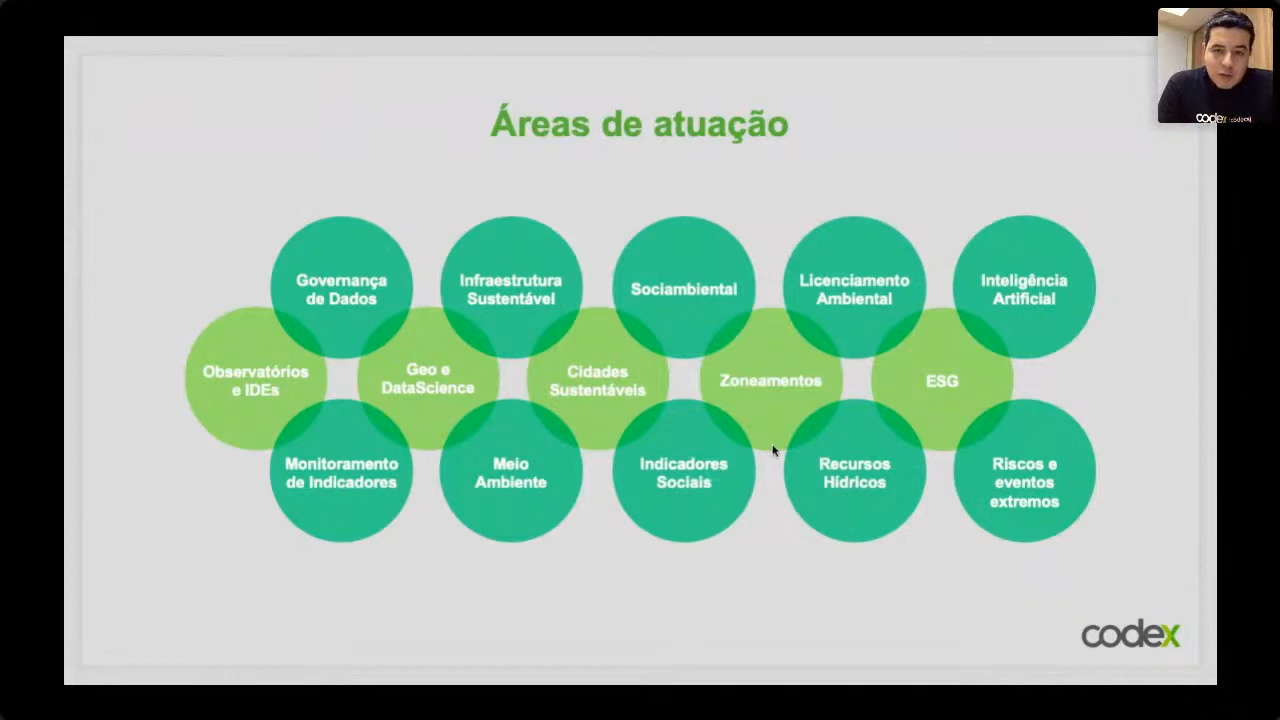 Áreas de atuação
Governança
de Dados
Infraestrutura
Sustentável
Sociambiental
Licenciamento
Ambiental
Inteligência
Artificial
Observatórios
e IDEs
Geo e
DataScience
Cidades
Sustentáveis
Zoneamentos
ESG
Monitoramento
de Indicadores
Meio
Ambiente
Indicadores
Sociais
Recursos
Hídricos
Riscos e
eventos
extremos
codex
codex